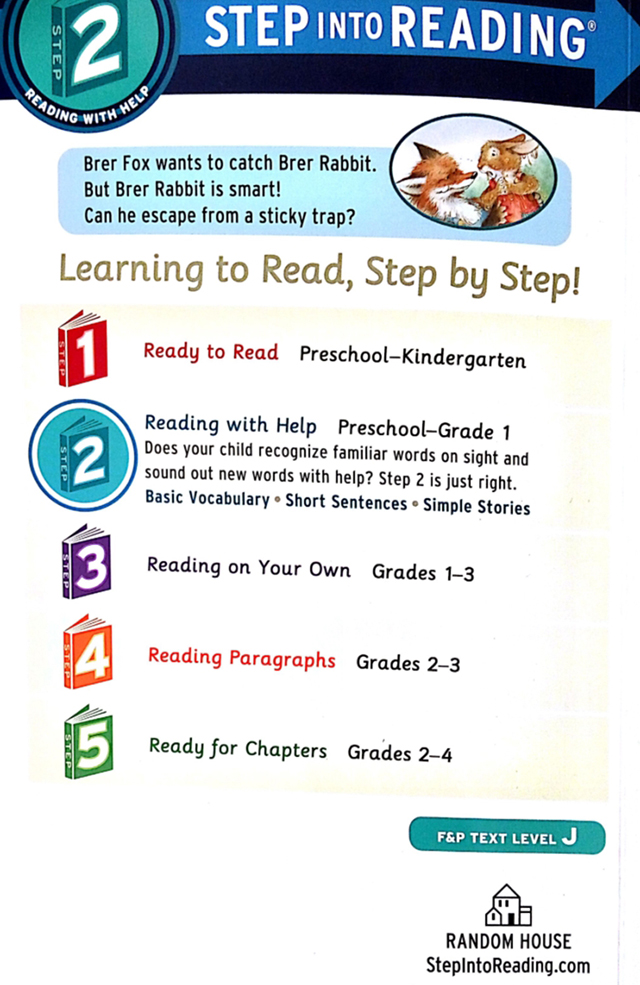 STEP 2
STEP INTO READING®
READING WITH HELP
Brer Fox wants to catch Brer Rabbit.
But Brer Rabbit is smart!
Can he escape from a sticky trap?
Learning to Read, Step by Step!
STEP 1
Ready to Read Preschool–Kindergarten
STEP 2
Reading with Help Preschool–Grade 1
Does your child recognize familiar words on sight and
sound out new words with help? Step 2 is just right.
Basic Vocabulary • Short Sentences • Simple Stories
STEP 3
Reading on Your Own Grades 1–3
STEP 4
Reading Paragraphs Grades 2–3
STEP 5
Ready for Chapters Grades 2–4
F&P TEXT LEVEL J
RANDOM HOUSE
StepIntoReading.com